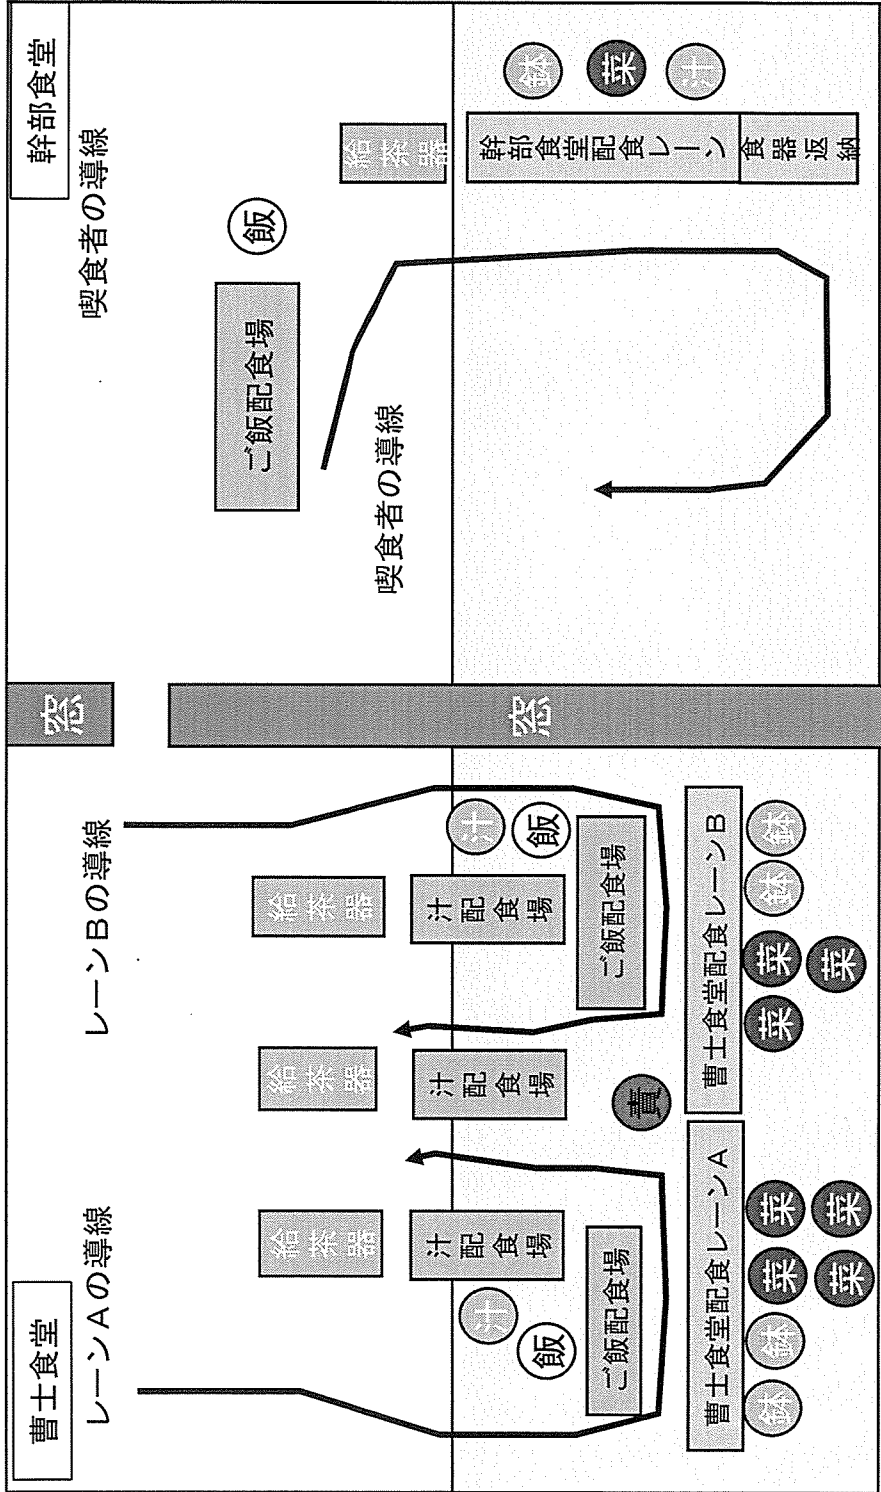 曹士食堂
レーンAの導線
レーンBの導線
給茶器
給茶器
給茶器
汁配食場
汁配食場
汁配食場
汁
汁
飯
飯
ご飯配食場
ご飯配食場
責
曹士食堂配食レーンA
曹士食堂配食レーンB
鉢
鉢
菜
菜
菜
菜
菜
菜
鉢
鉢
菜
窓
窓
幹部食堂
喫食者の導線
ご飯配食場
飯
喫食者の導線
給茶器
幹部食堂配食レーン
食器返納
鉢
菜
汁